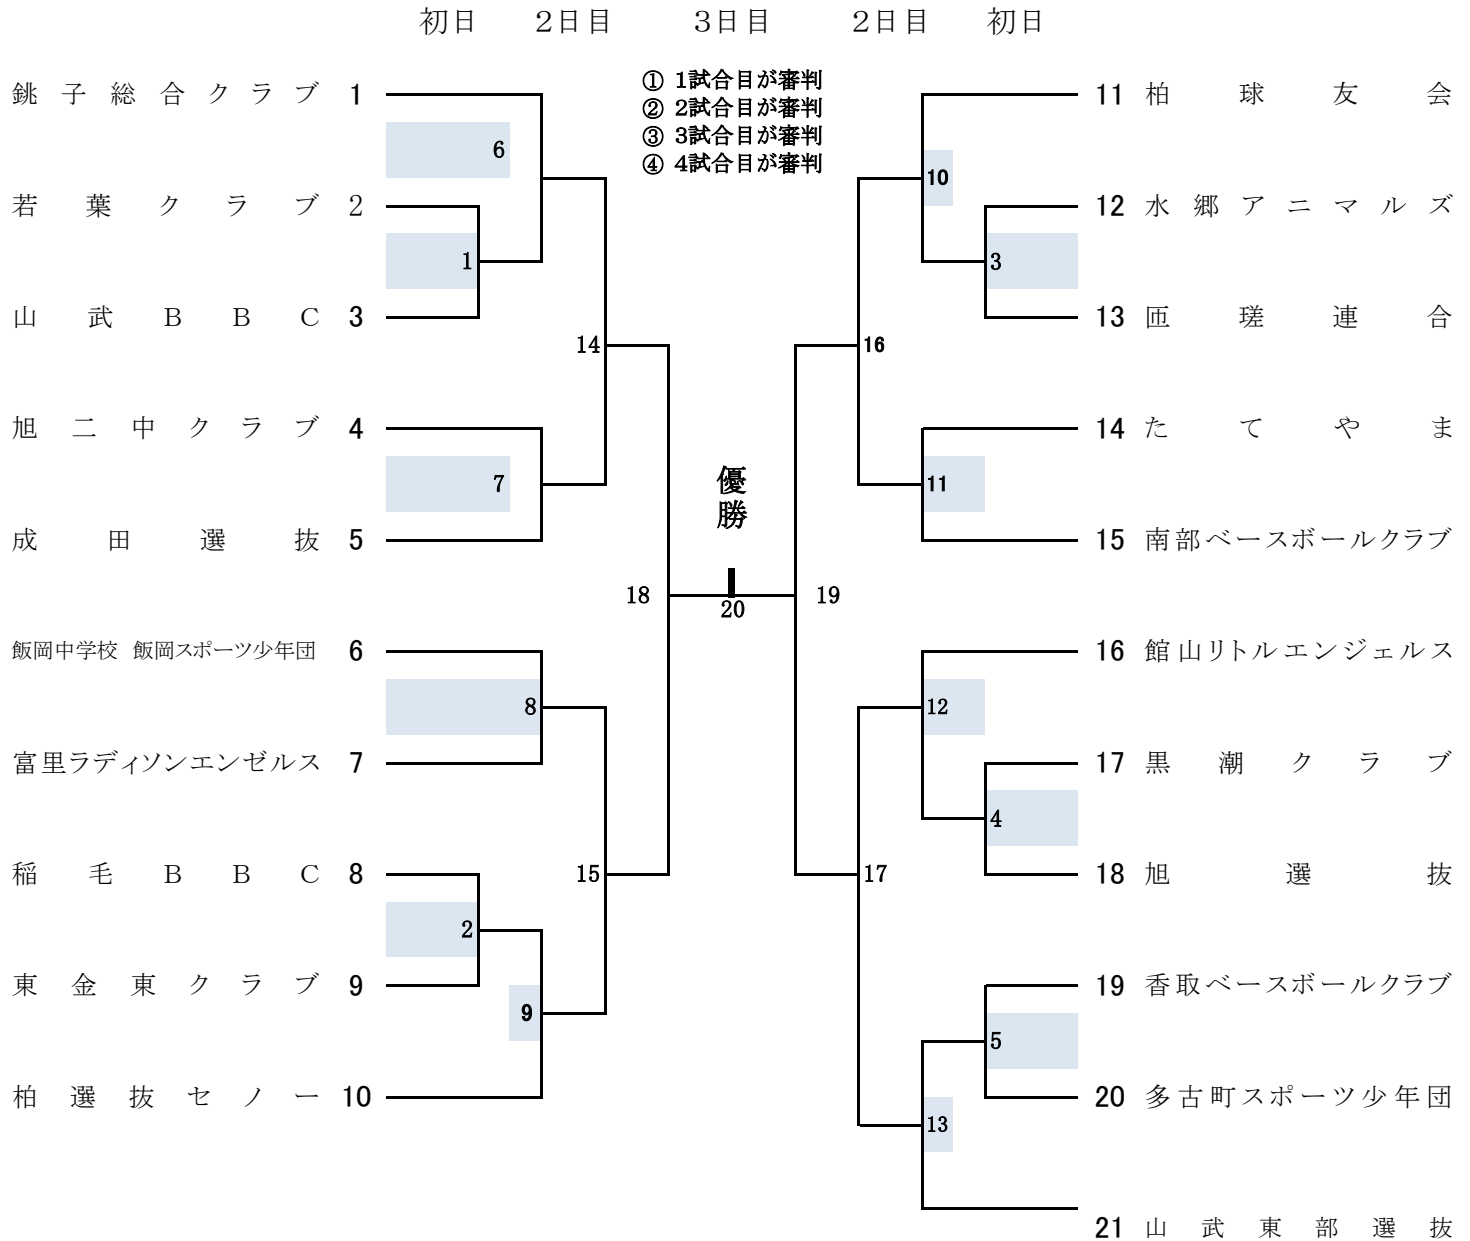 初日 2日目 3日目 2日目 初日
① 1試合目が審判
② 2試合目が審判
③ 3試合目が審判
④ 4試合目が審判
銚子総合クラブ 1
6
若葉クラブ 2
1
山武BBC 3
14
旭二中クラブ 4
7
成田選抜 5
18
飯岡中学校 飯岡スポーツ少年団 6
8
富里ラディソンエンゼルス 7
15
稲毛BBC 8
2
東金東クラブ 9
9
柏選抜セノー 10
優勝
20
11 柏球友会
10
12 水郷アニマルズ
3
13 匝瑳連合
16
14 たてやま
11
15 南部ベースボールクラブ
19
16 館山リトルエンジェルス
12
17 黒潮クラブ
4
18 旭選抜
17
19 香取ベースボールクラブ
5
20 多古町スポーツ少年団
13
21 山武東部選抜